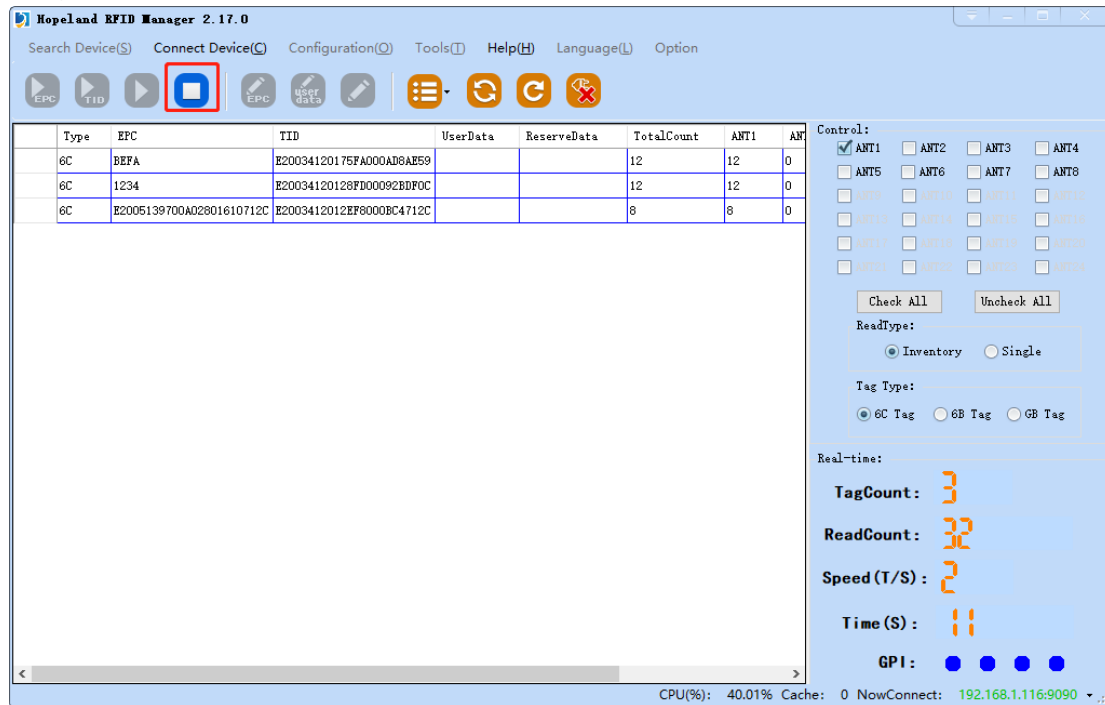 Hopeland RFID Manager 2.17.0
Search Device(S) Connect Device(C) Configuration(O) Tools(T) Help(H) Language(L) Option
EPC TID EPC user data
Type EPC TID UserData ReserveData TotalCount ANT1 AN
6C BEFA E20034120175FA000AD8AE59 12 12 0
6C 1234 E20034120128FD00092BDF0C 12 12 0
6C E2005139700A02801610712C E2003412012EF8000BC4712C 8 8 0
Control:
ANT1 ANT2 ANT3 ANT4
ANT5 ANT6 ANT7 ANT8
Check All Uncheck All
ReadType:
Inventory Single
Tag Type:
6C Tag 6B Tag GB Tag
Real-time:
TagCount: 3
ReadCount: 32
Speed(T/S): 2
Time(S): 11
GPI:
CPU(%): 40.01% Cache: 0 NowConnect: 192.168.1.116:9090